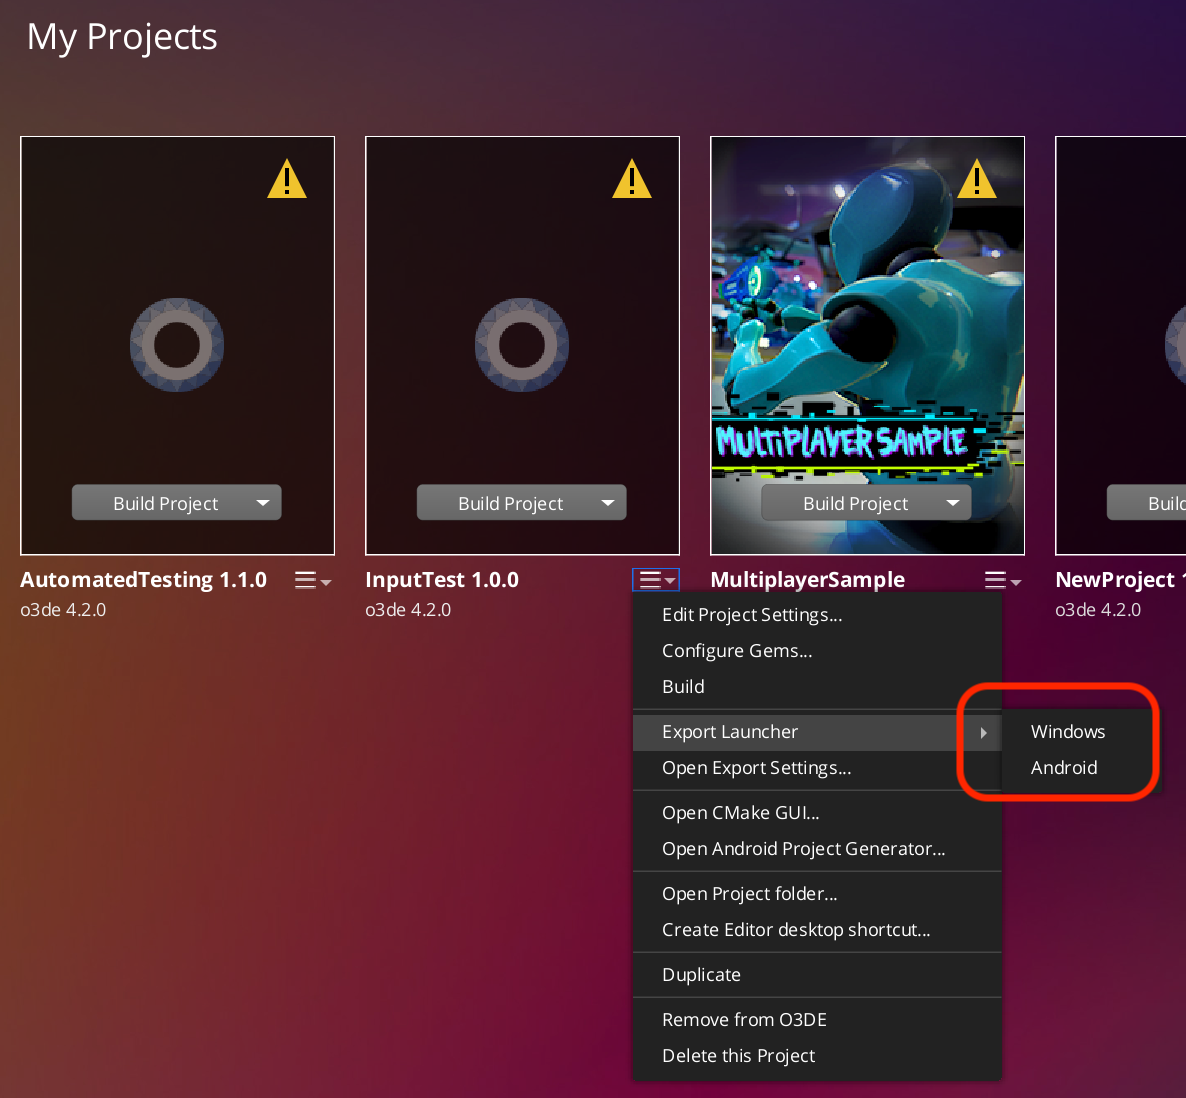 My Projects
Build Project
Build Project
MULTIPLAYER SAMPLE
Build Project
AutomatedTesting 1.1.0
o3de 4.2.0
InputTest 1.0.0
o3de 4.2.0
MultiplayerSample
NewProject
o3de 4.2.0
Edit Project Settings...
Configure Gems...
Build
Export Launcher
Windows
Open Export Settings...
Android
Open CMake GUI...
Open Android Project Generator...
Open Project folder...
Create Editor desktop shortcut...
Duplicate
Remove from O3DE
Delete this Project